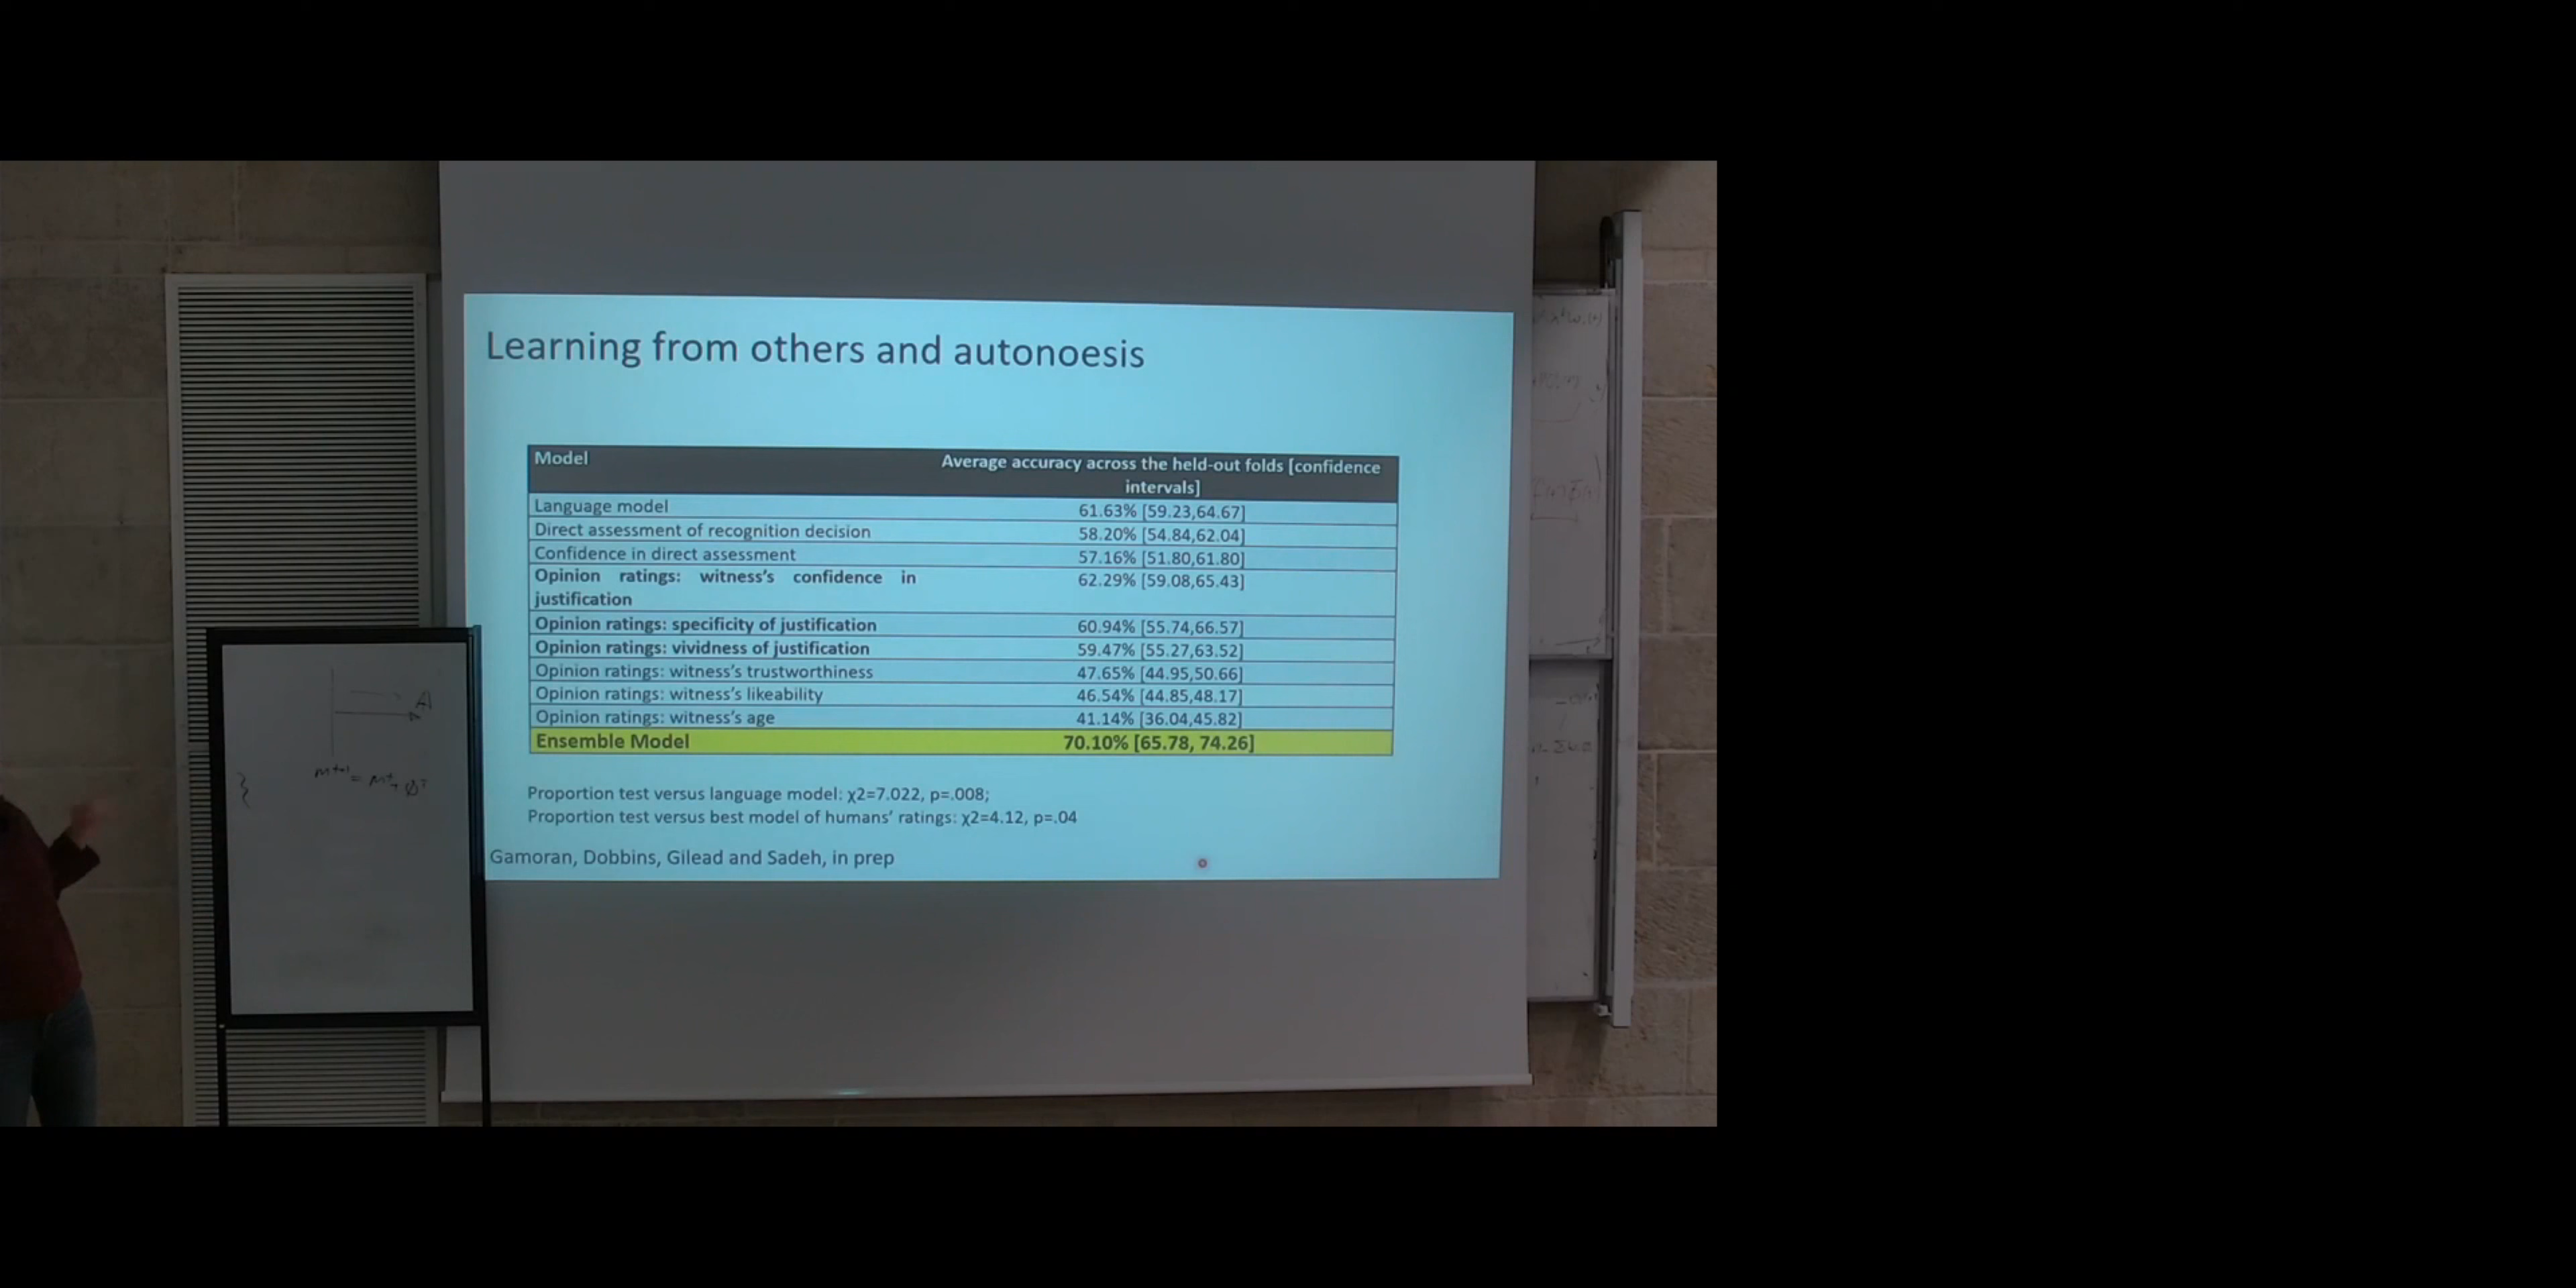 Learning from others and autonoesis
Model
Average accuracy across the held-out folds [confidence
intervals]
Language model 61.63% [59.23,64.67]
Direct assessment of recognition decision 58.20% [54.84,62.04]
Confidence in direct assessment 57.16% [51.80,61.80]
Opinion ratings: witness's confidence in 62.29% [59.08,65.43]
justification
Opinion ratings: specificity of justification 60.94% [55.74,66.57]
Opinion ratings: vividness of justification 59.47% [55.27,63.52]
Opinion ratings: witness's trustworthiness 47.65% [44.95,50.66]
Opinion ratings: witness's likeability 46.54% [44.85,48.17]
Opinion ratings: witness's age 41.14% [36.04,45.82]
Ensemble Model 70.10% [65.78, 74.26]
Proportion test versus language model: χ2=7.022, p=.008;
Proportion test versus best model of humans' ratings: χ2=4.12, p=.04
Gamoran, Dobbins, Gilead and Sadeh, in prep
A